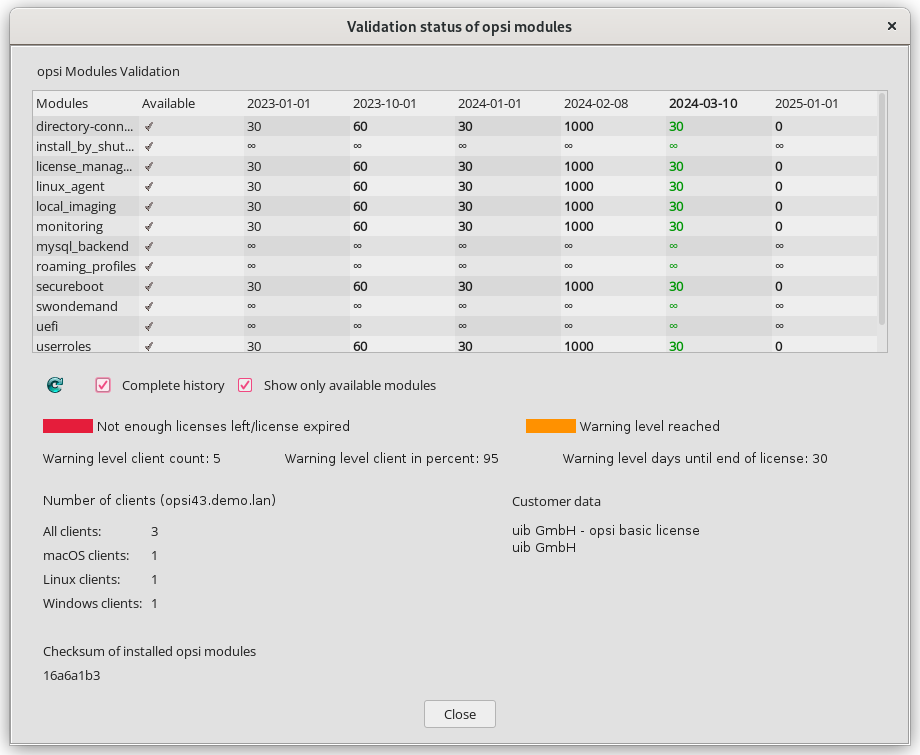 Validation status of opsi modules
opsi Modules Validation
Modules Available 2023-01-01 2023-10-01 2024-01-01 2024-02-08 2024-03-10 2025-01-01
directory-conn... ✓ 30 60 30 1000 30 0
install_by_shut... ✓ ∞ ∞ ∞ ∞ ∞ ∞
license_manag... ✓ 30 60 30 1000 30 0
linux_agent ✓ 30 60 30 1000 30 0
local_imaging ✓ 30 60 30 1000 30 0
monitoring ✓ 30 60 30 1000 30 0
mysql_backend ✓ ∞ ∞ ∞ ∞ ∞ ∞
roaming_profiles ✓ ∞ ∞ ∞ ∞ ∞ ∞
secureboot ✓ 30 60 30 1000 30 0
swondemand ✓ ∞ ∞ ∞ ∞ ∞ ∞
uefi ✓ ∞ ∞ ∞ ∞ ∞ ∞
userroles ✓ 30 60 30 1000 30 0
Complete history Show only available modules
Not enough licenses left/license expired Warning level reached
Warning level client count: 5 Warning level client in percent: 95 Warning level days until end of license: 30
Number of clients (opsi43.demo.lan)
All clients: 3
macOS clients: 1
Linux clients: 1
Windows clients: 1
Customer data
uib GmbH - opsi basic license
uib GmbH
Checksum of installed opsi modules
16a6a1b3
Close